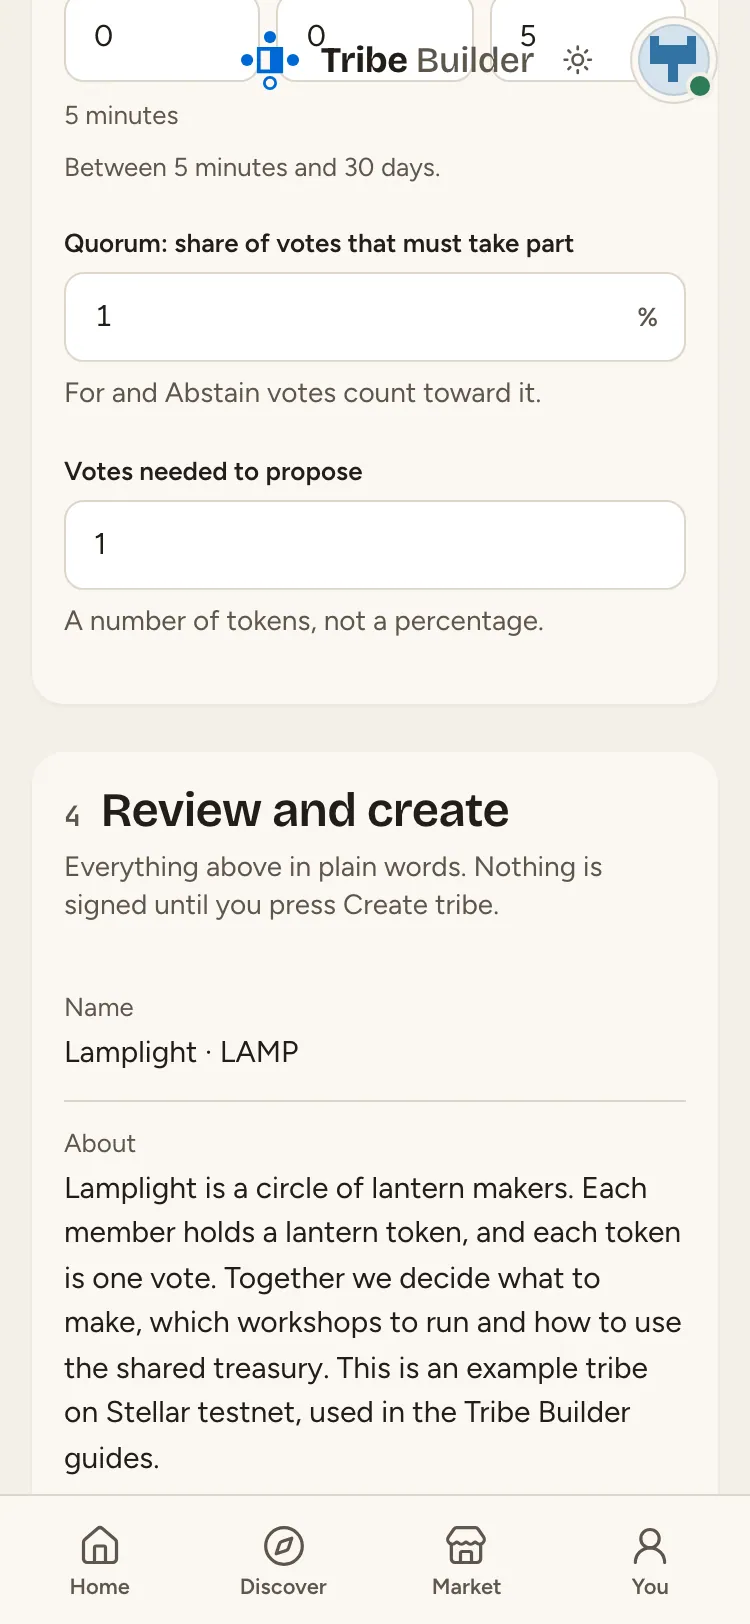 0
0
5
Tribe Builder
5 minutes
Between 5 minutes and 30 days.
Quorum: share of votes that must take part
1
%
For and Abstain votes count toward it.
Votes needed to propose
1
A number of tokens, not a percentage.
4 Review and create
Everything above in plain words. Nothing is
signed until you press Create tribe.
Name
Lamplight · LAMP
About
Lamplight is a circle of lantern makers. Each
member holds a lantern token, and each token
is one vote. Together we decide what to
make, which workshops to run and how to use
the shared treasury. This is an example tribe
on Stellar testnet, used in the Tribe Builder
guides.
Home
Discover
Market
You